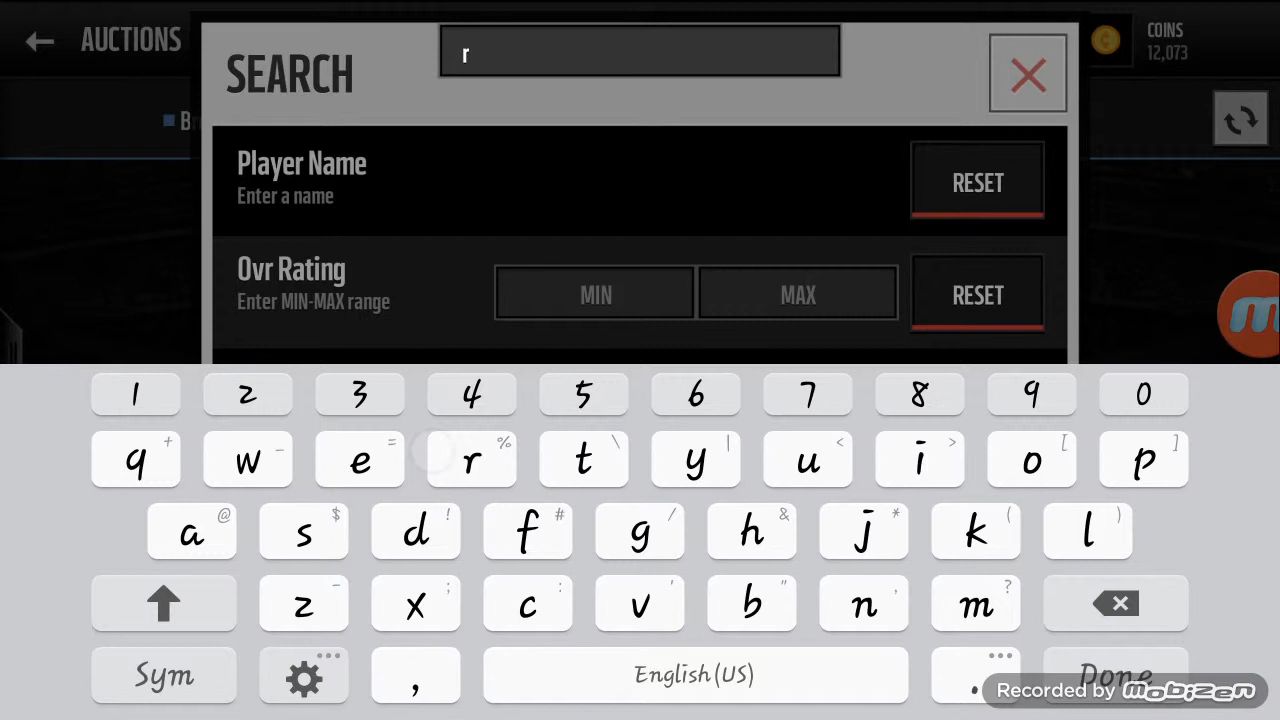 AUCTIONS
SEARCH
r
COINS
12,073
B
Player Name
Enter a name
RESET
Ovr Rating
Enter MIN-MAX range
MIN
MAX
RESET
m
1 2 3 4 5 6 7 8 9 0
q + w - e = r % t \ y | u < i > o [ p ]
a @ s $ d ! f # g / h & j * k ( l )
z - x ; c : v ' b " n , m ?
Sym , English(US) . Done
Recorded by mobizen